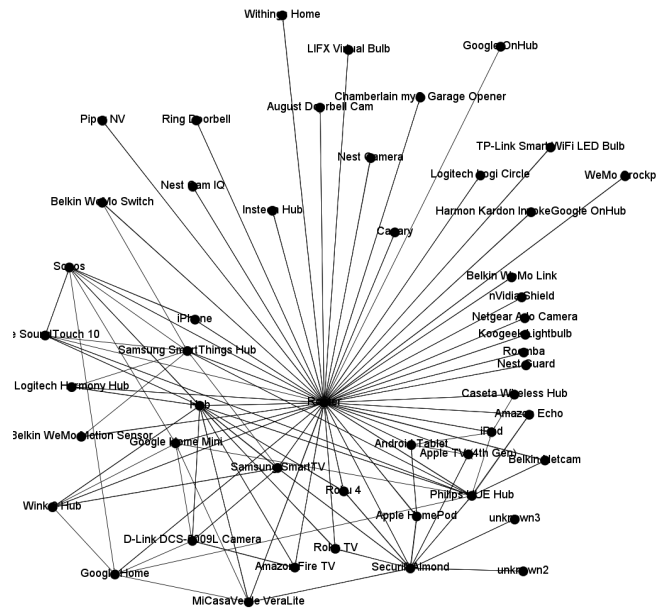 Withings Home
LIFX Virtual Bulb
Google OnHub
Chamberlain my Garage Opener
August Doorbell Cam
Piper NV
Ring Doorbell
TP-Link Smart WiFi LED Bulb
Nest Camera
Logitech Logi Circle
WeMo
Nest Cam IQ
Belkin WeMo Switch
Insteon Hub
Harmon Kardon Invoke
Google OnHub
Canary
Sonos
Belkin WeMo Link
nVidia Shield
iPhone
Netgear Arlo Camera
e SoundTouch 10
Koogeek Lightbulb
Samsung SmartThings Hub
Roomba
Nest Guard
Logitech Harmony Hub
Caseta Wireless Hub
Router
Hub
Amazon Echo
iPod
Belkin WeMo Motion Sensor
Google Home Mini
Android Tablet
Apple TV (4th Gen)
Belkin Netcam
Samsung SmartTV
Roku 4
Philips HUE Hub
Wink 2 Hub
Apple HomePod
unknown3
D-Link DCS-5009L Camera
Roku TV
Google Home
Amazon Fire TV
Securifi Almond
unknown2
MiCasaVerde VeraLite